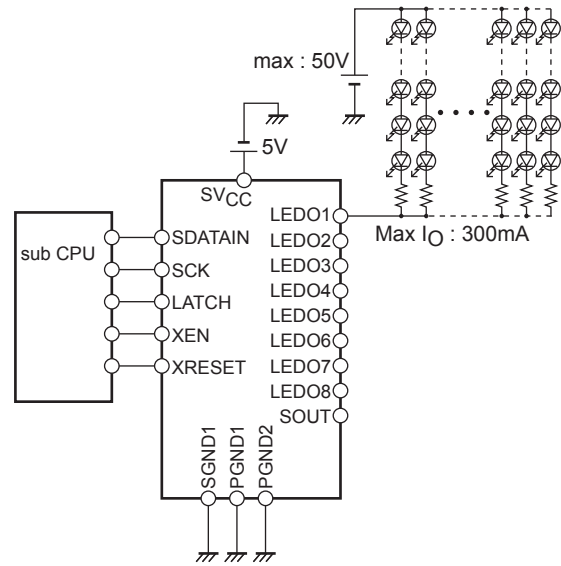 max : 50V
5V
SVCC
sub CPU
SDATAIN
SCK
LATCH
XEN
XRESET
LEDO1
LEDO2
LEDO3
LEDO4
LEDO5
LEDO6
LEDO7
LEDO8
SOUT
Max IO : 300mA
SGND1
PGND1
PGND2